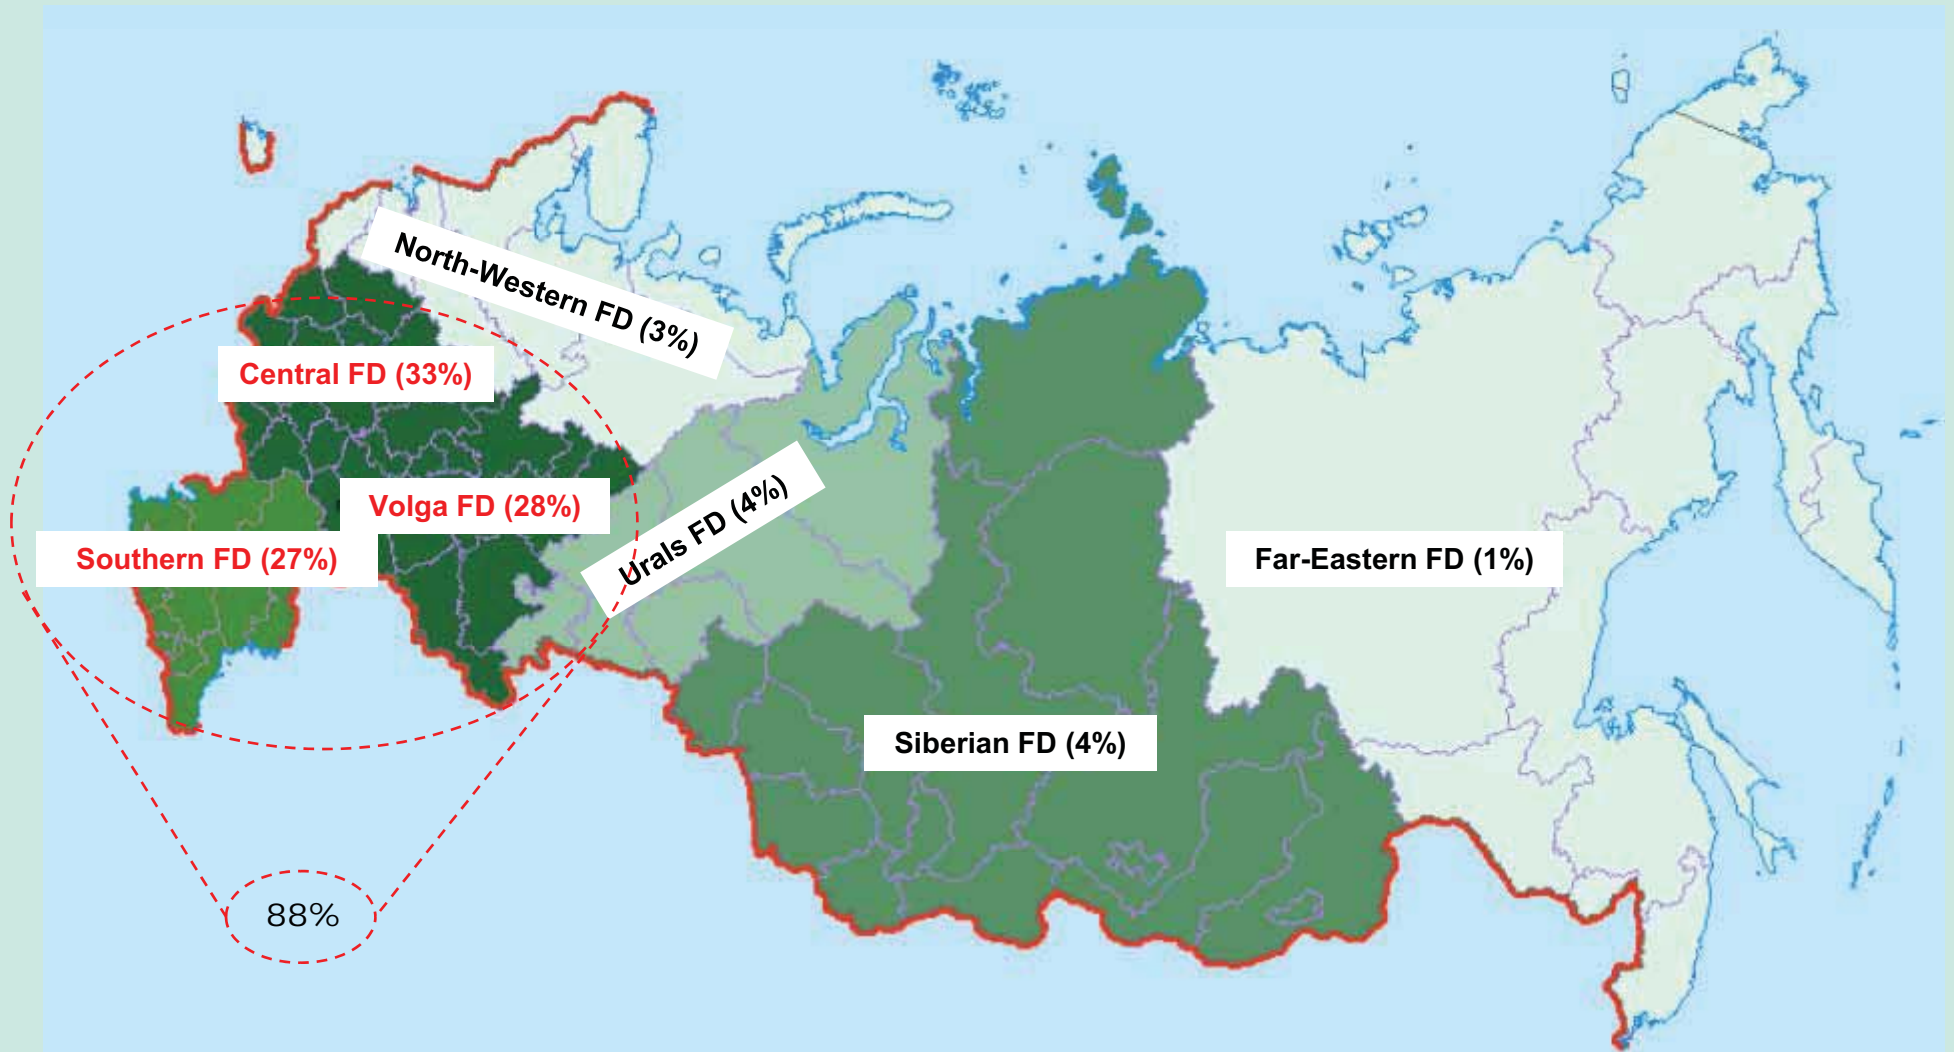 North-Western FD (3%)
Central FD (33%)
Volga FD (28%)
Urals FD (4%)
Southern FD (27%)
Far-Eastern FD (1%)
Siberian FD (4%)
88%